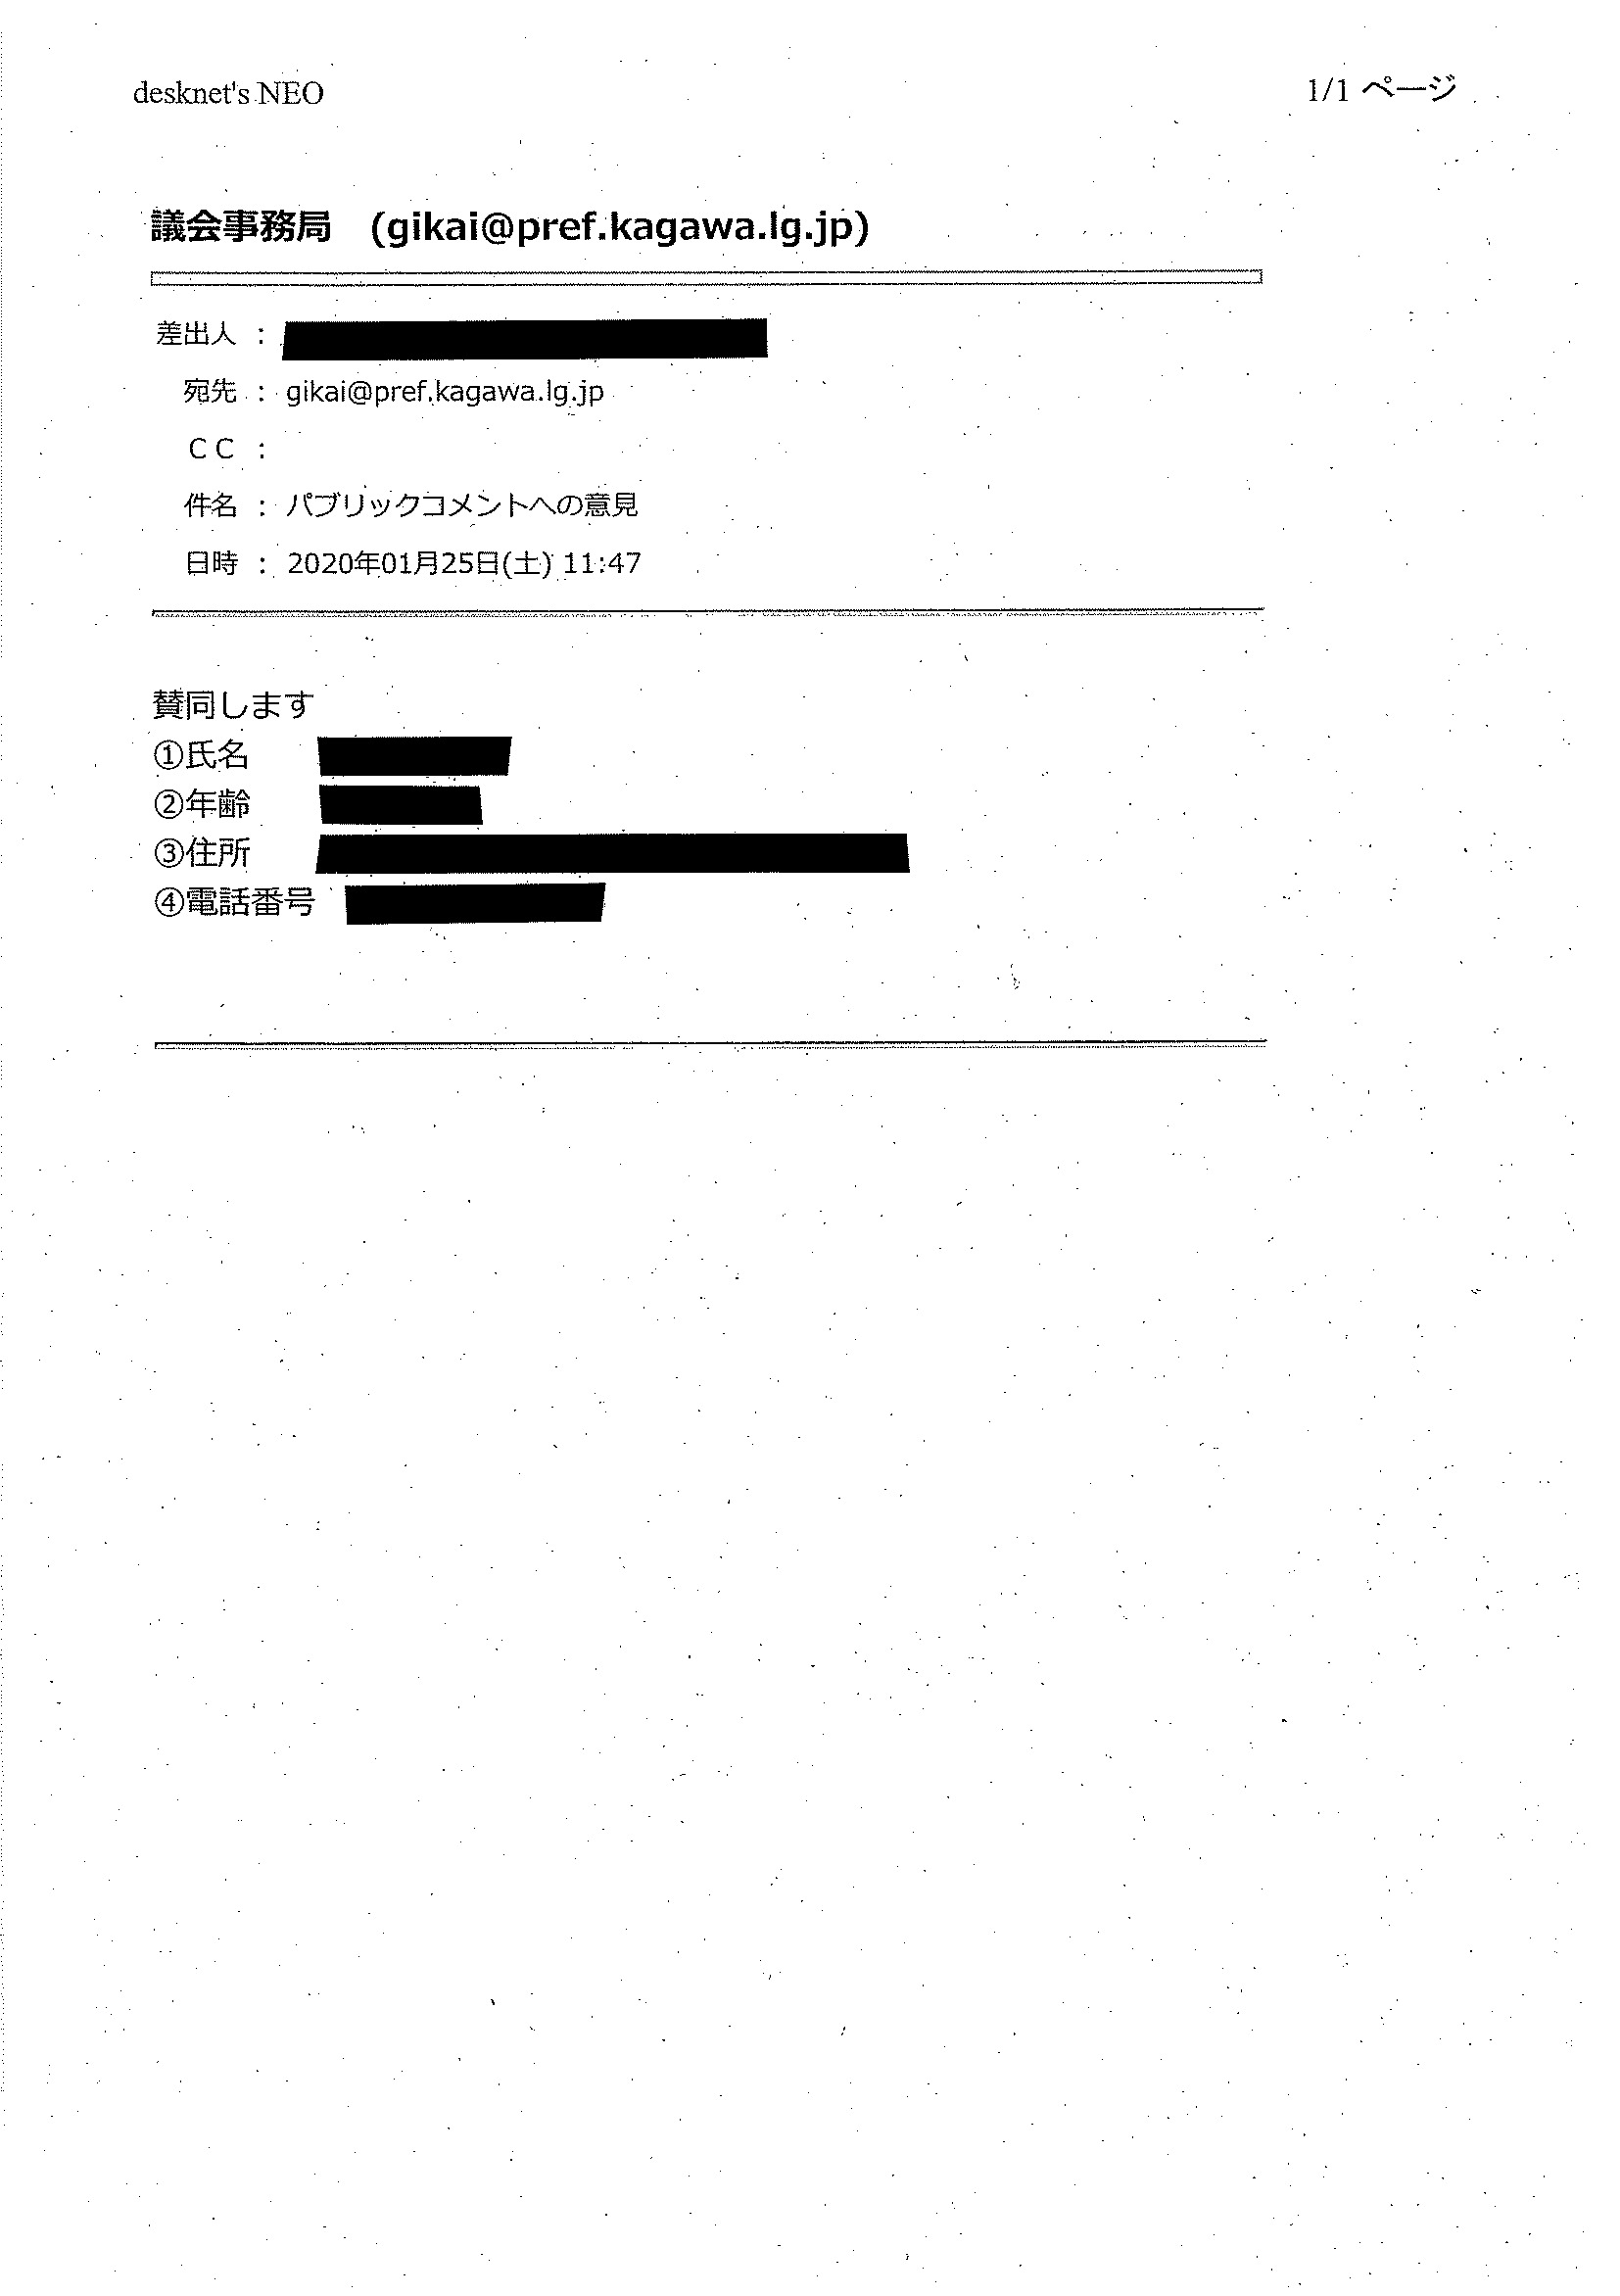 desknet's NEO
1/1 ページ
議会事務局 (gikai@pref.kagawa.lg.jp)
差出人 :
宛先 : gikai@pref.kagawa.lg.jp
ＣＣ :
件名 : パブリックコメントへの意見
日時 : 2020年01月25日(土) 11:47
賛同します
①氏名
②年齢
③住所
④電話番号